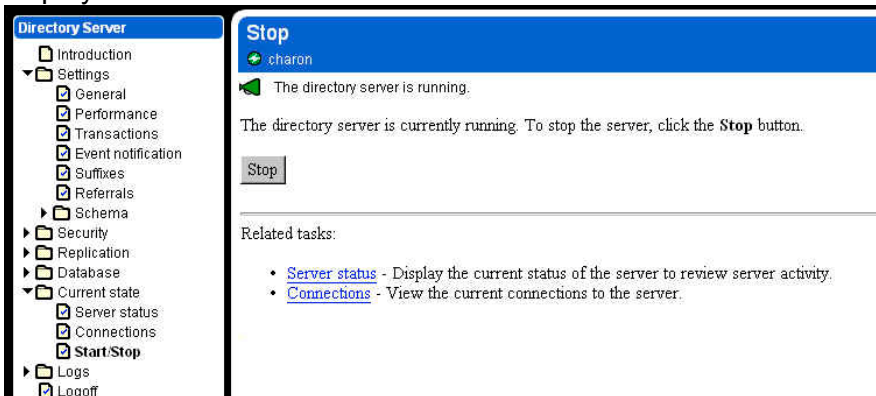 Directory Server
Introduction
Settings
General
Performance
Transactions
Event notification
Suffixes
Referrals
Schema
Security
Replication
Database
Current state
Server status
Connections
Start/Stop
Logs
Logoff
Stop
charon
The directory server is running.
The directory server is currently running. To stop the server, click the Stop button.
Stop
Related tasks:
• Server status - Display the current status of the server to review server activity.
• Connections - View the current connections to the server.